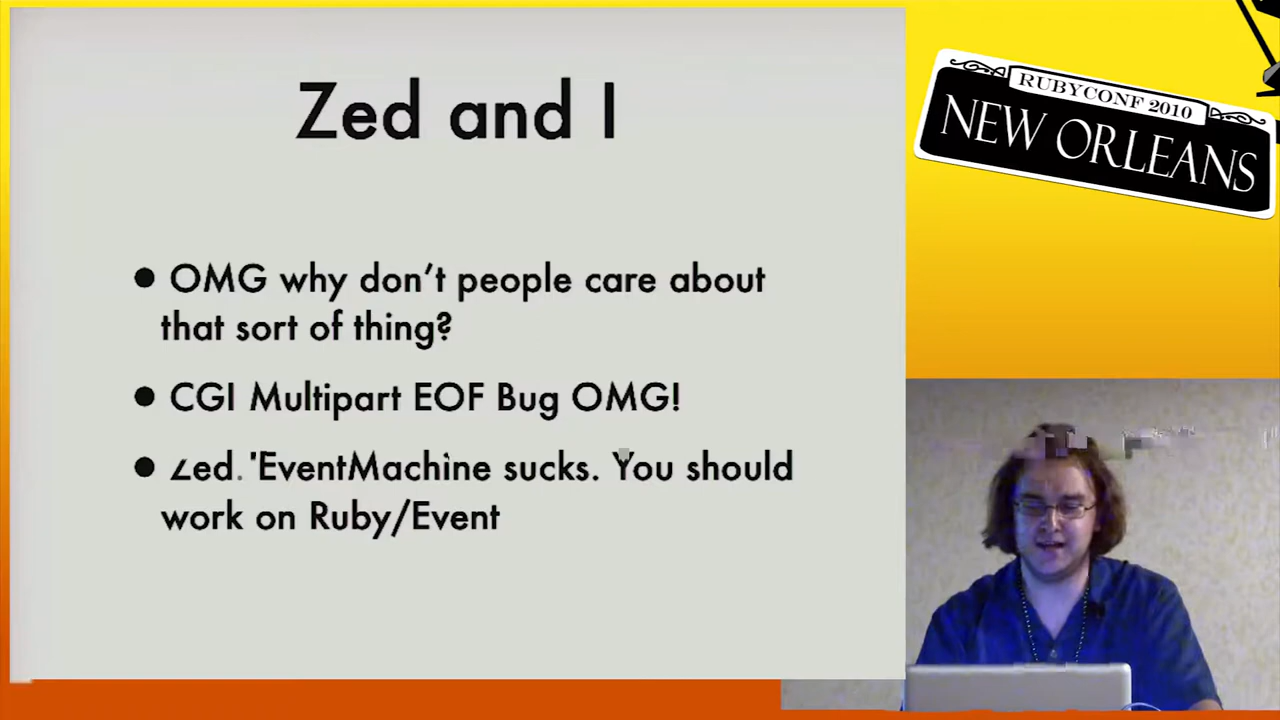 Zed and I
• OMG why don't people care about
that sort of thing?
• CGI Multipart EOF Bug OMG!
• Zed. "EventMachine sucks. You should
work on Ruby/Event
RUBYCONF 2010
NEW ORLEANS